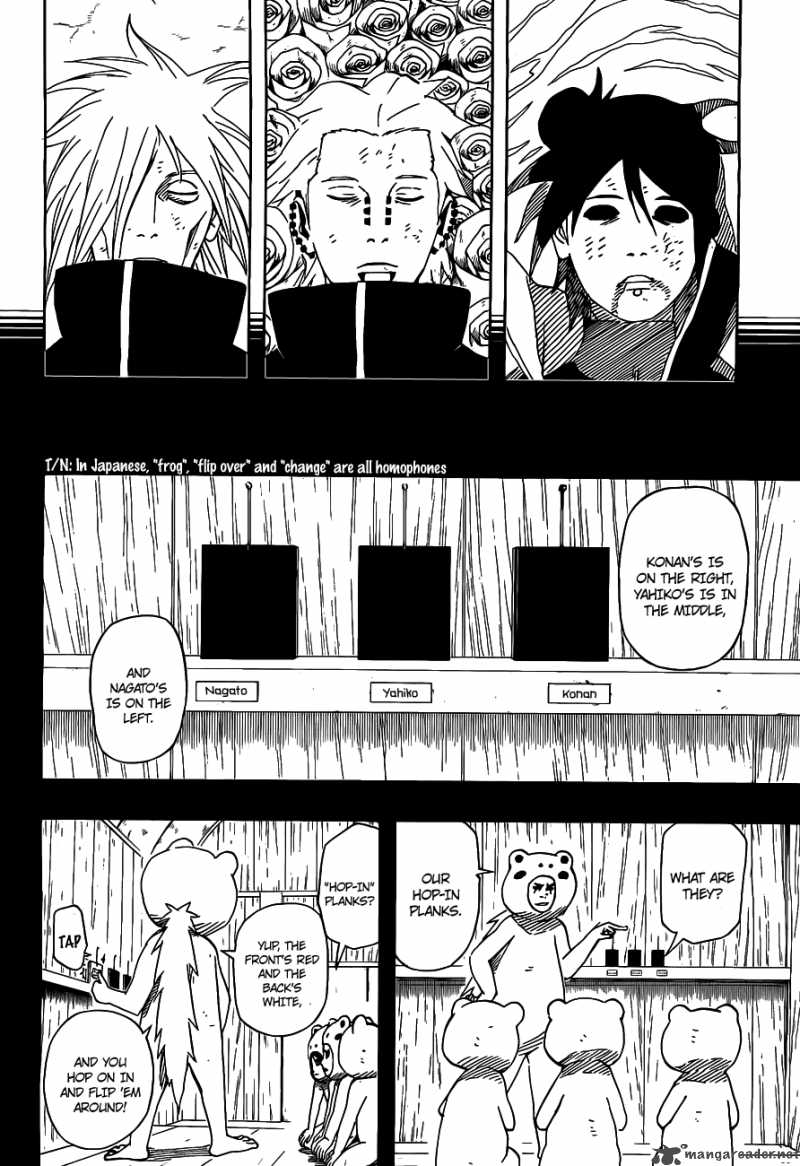 T/N: In Japanese, "frog", "flip over" and "change" are all homophones
KONAN'S IS
ON THE RIGHT,
YAHIKO'S IS IN
THE MIDDLE,
AND
NAGATO'S
IS ON THE
LEFT.
Nagato
Yahiko
Konan
WHAT ARE
THEY?
OUR
HOP-IN
PLANKS.
"HOP-IN"
PLANKS?
YUP, THE
FRONT'S RED
AND THE
BACK'S
WHITE,
TAP
AND YOU
HOP ON IN
AND FLIP 'EM
AROUND!
mangareader.net